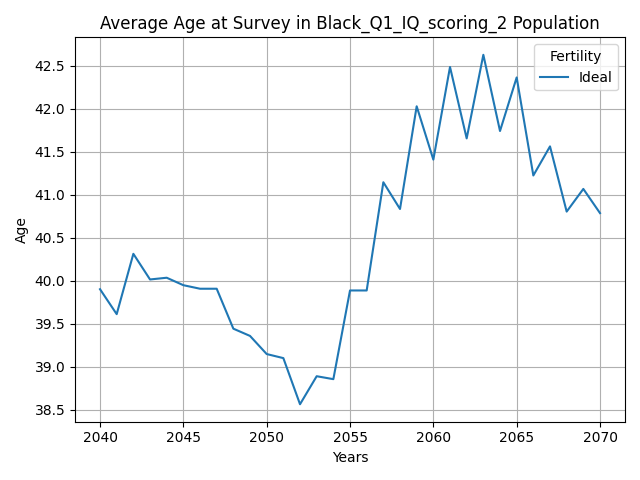 Average Age at Survey in Black_Q1_IQ_scoring_2 Population
Fertility
Ideal
42.5
42.0
41.5
41.0
40.5
40.0
39.5
39.0
38.5
Age
2040 2045 2050 2055 2060 2065 2070
Years